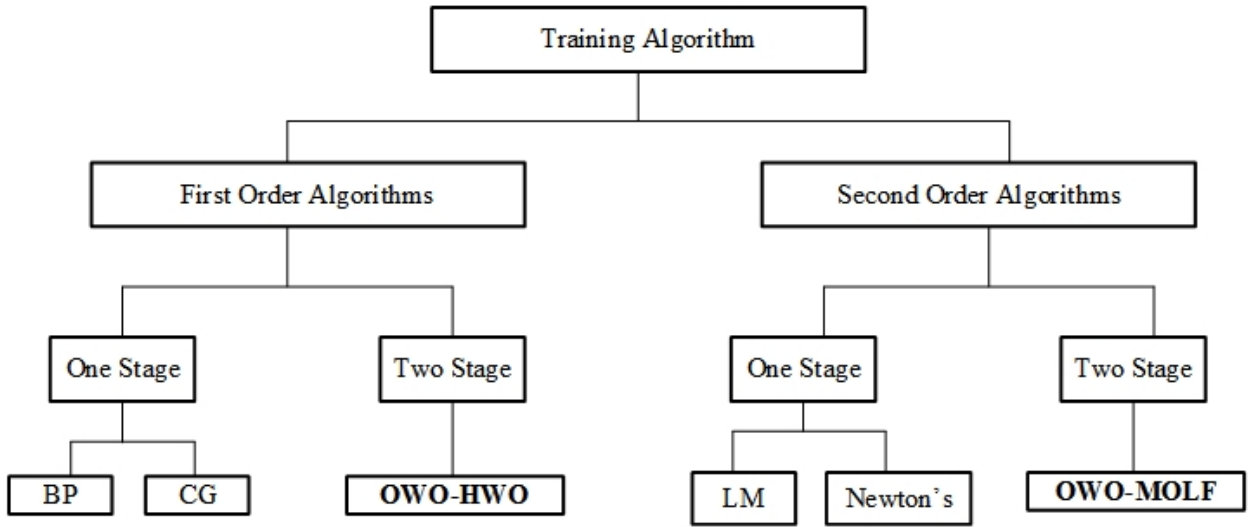 Training Algorithm
First Order Algorithms
Second Order Algorithms
One Stage
Two Stage
One Stage
Two Stage
BP
CG
OWO-HWO
LM
Newton's
OWO-MOLF